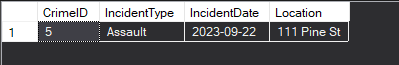 CrimeID IncidentType IncidentDate Location
1 5 Assault 2023-09-22 111 Pine St